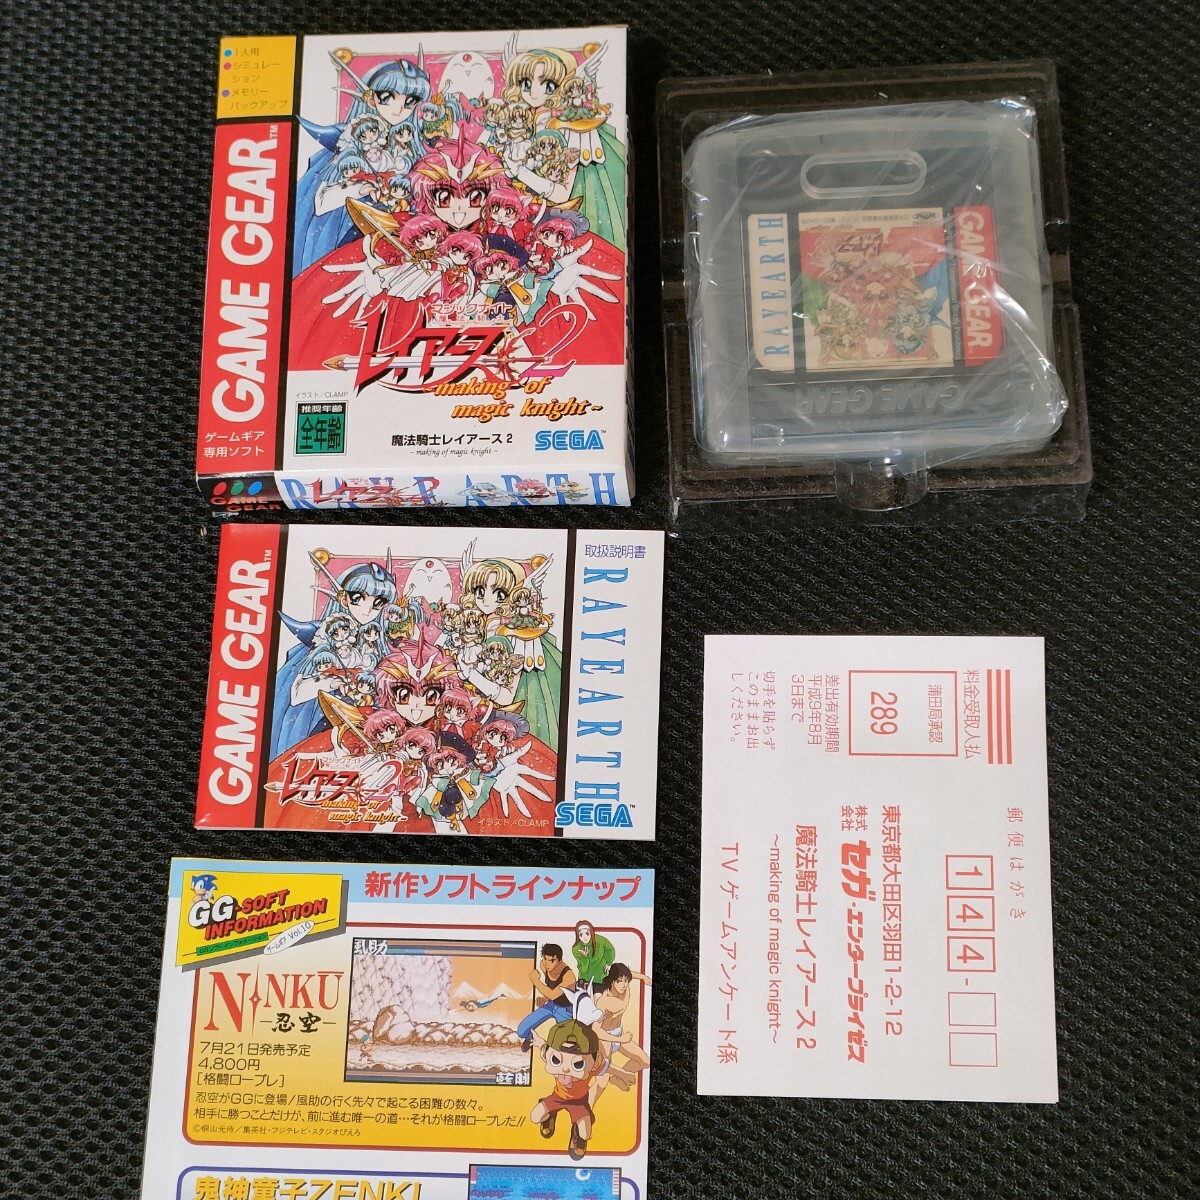 ●1人用
●シミュレー
ション
●メモリー
バックアップ
GAME GEAR™
ゲームギア
専用ソフト
マジックナイト
レイアース2
~making of
magic knight~
イラスト/CLAMP
推奨年齢
全年齢
魔法騎士レイアース2
~making of magic knight~
SEGA™
GAME
GEAR
RAYEARTH
GAME GEAR
RAYEARTH
GAME GEAR
GAME GEAR™
取扱説明書
RAYEARTH
レイアース2
~making of
magic knight~
イラスト/CLAMP
SEGA™
GG-SOFT
INFORMATION
Vol.10
新作ソフトラインナップ
NINKŪ
—忍空—
7月21日発売予定
4,800円
[格闘ロープレ]
忍空がGGに登場!風助の行く先々で起こる困難の数々。
相手に勝つことだけが、前に進む唯一の道…それが格闘ロープレだ!!
©桐山光侍/集英社・フジテレビ・スタジオぴえろ
鬼神童子ZENKI
料金受取人払
蒲田局承認
289
差出有効期間
平成9年8月
3日まで
切手を貼らず
このままお出
しください。
郵便はがき
144-
東京都大田区羽田1-2-12
株式
会社
セガ・エンタープライゼス
魔法騎士レイアース2
~making of magic knight~
TVゲームアンケート係